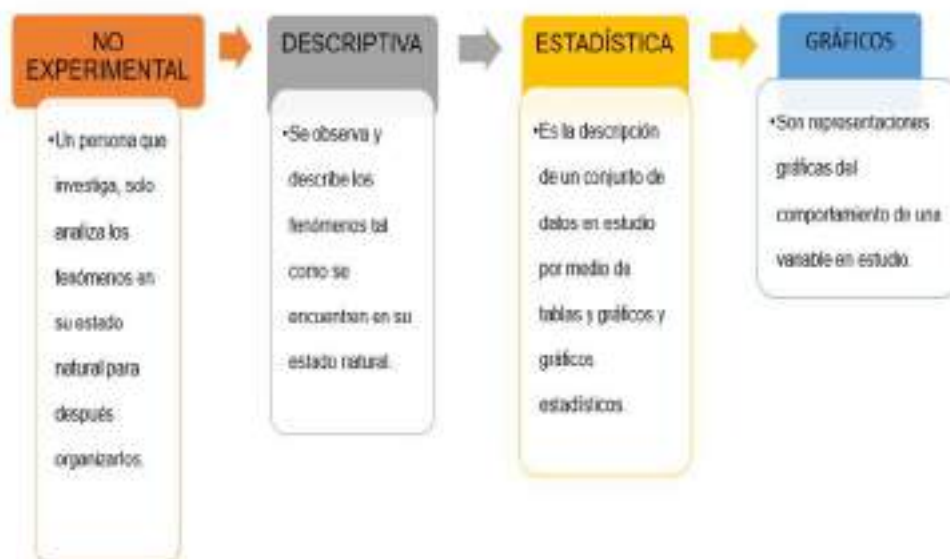 NO
EXPERIMENTAL
•Un persona que
investiga, solo
analiza los
fenómenos en
su estado
natural para
después
organizarlos.
DESCRIPTIVA
•Se observa y
describe los
fenómenos tal
como se
encuentren en su
estado natural.
ESTADÍSTICA
•Es la descripción
de un conjunto de
datos en estudio
por medio de
tablas y gráficos y
gráficos
estadísticos
GRÁFICOS
•Son representaciones
gráficas del
comportamiento de una
variable en estudio